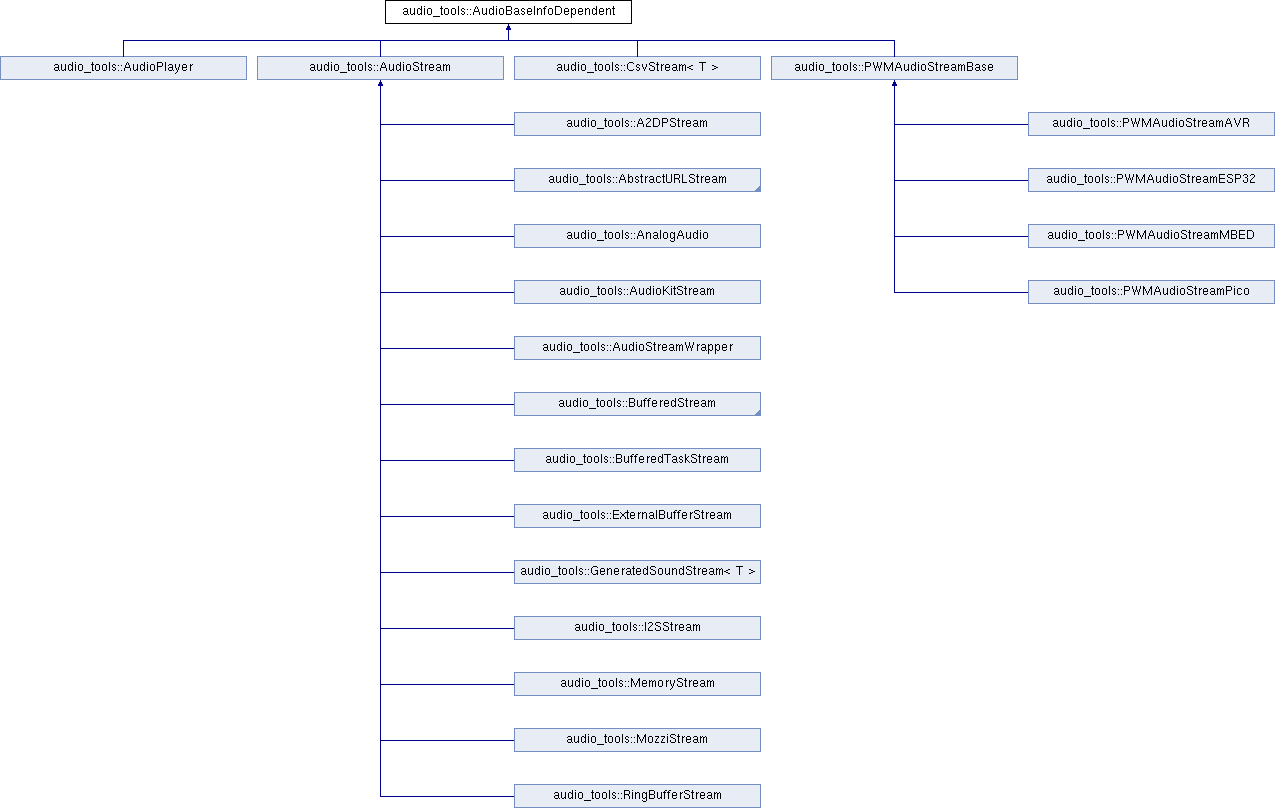 audio_tools::AudioBaseInfoDependent
audio_tools::AudioPlayer
audio_tools::AudioStream
audio_tools::CsvStream< T >
audio_tools::PWMAudioStreamBase
audio_tools::A2DPStream
audio_tools::PWMAudioStreamAVR
audio_tools::AbstractURLStream
audio_tools::PWMAudioStreamESP32
audio_tools::AnalogAudio
audio_tools::PWMAudioStreamMBED
audio_tools::AudioKitStream
audio_tools::PWMAudioStreamPico
audio_tools::AudioStreamWrapper
audio_tools::BufferedStream
audio_tools::BufferedTaskStream
audio_tools::ExternalBufferStream
audio_tools::GeneratedSoundStream< T >
audio_tools::I2SStream
audio_tools::MemoryStream
audio_tools::MozziStream
audio_tools::RingBufferStream